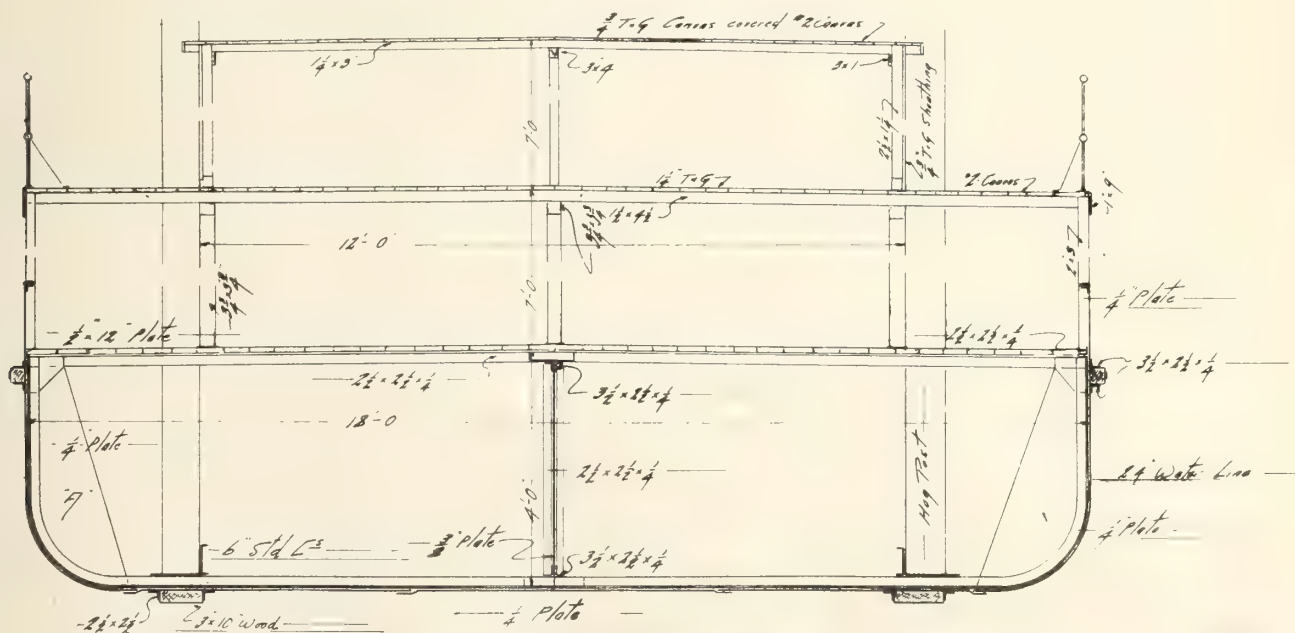 3/4 T&G Canvas covered #2 Canvas
1 1/4 × 3
3×4
3×1
7'-0
2 1/2 × 1 1/4
3/4 T&G Sheathing
1 1/4" T&G
#2 Canvas
1 1/2 × 4 1/2
12'-0"
7'-0
2×3
1/4" Plate
1/2" × 12" Plate
2 1/2 × 2 1/2 × 1/4
2 1/2 × 2 1/2 × 1/4
3 1/2 × 2 1/2 × 1/4
3 1/2 × 2 1/2 × 1/4
18'-0
1/4" Plate
2 1/2 × 2 1/2 × 1/4
Hog Post
24" Water Line
"A"
4'-0"
1/4" Plate
6" Std [s
3/8" Plate
3 1/2 × 2 1/2 × 1/4
1/4 Plate
2 1/2 × 2 1/2
3×10" Wood